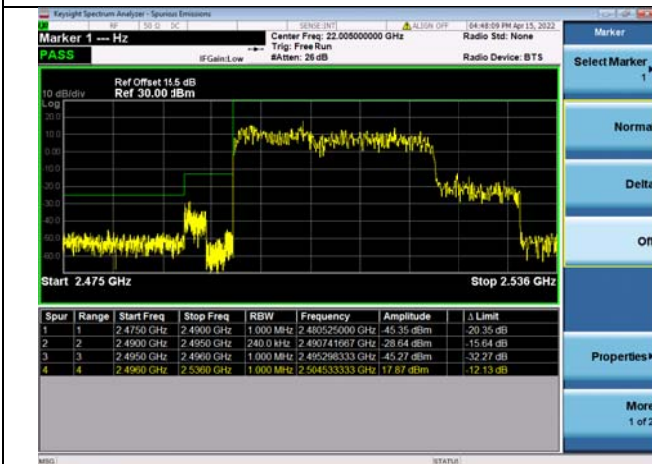 Keysight Spectrum Analyzer - Spurious Emissions
RF 50 Ω DC SENSE:INT ALIGN OFF 04:48:09 PM Apr 15, 2022
Marker 1 --- Hz
Center Freq: 22.005000000 GHz
Radio Std: None
Trig: Free Run
PASS
IFGain:Low
#Atten: 26 dB
Radio Device: BTS
Ref Offset 15.5 dB
10 dB/div Ref 30.00 dBm
Log
20.0
10.0
0.00
-10.0
-20.0
-30.0
-40.0
-50.0
-60.0
Start 2.475 GHz Stop 2.536 GHz
Spur Range Start Freq Stop Freq RBW Frequency Amplitude Δ Limit
1 1 2.4750 GHz 2.4900 GHz 1.000 MHz 2.480525000 GHz -45.35 dBm -20.35 dB
2 2 2.4900 GHz 2.4950 GHz 240.0 kHz 2.490741667 GHz -28.64 dBm -15.64 dB
3 3 2.4950 GHz 2.4960 GHz 1.000 MHz 2.495298333 GHz -45.27 dBm -32.27 dB
4 4 2.4960 GHz 2.5360 GHz 1.000 MHz 2.504533333 GHz 17.87 dBm -12.13 dB
MSG STATUS
Marker
Select Marker
1
Norma
Delta
Off
Properties
More
1 of 2